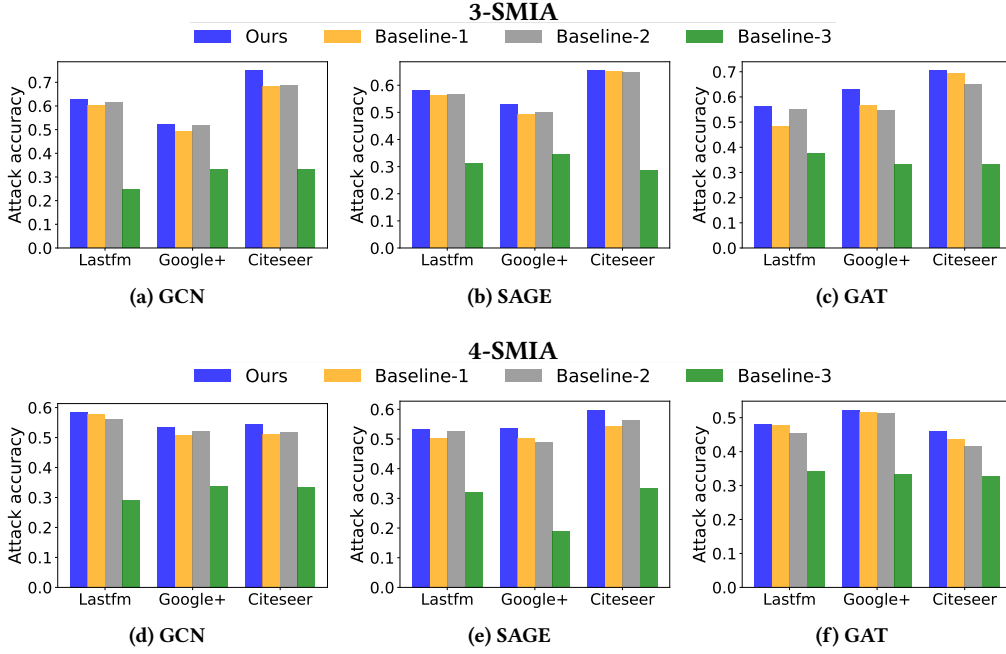 3-SMIA
Ours Baseline-1 Baseline-2 Baseline-3
Attack accuracy
0.7
0.6
0.5
0.4
0.3
0.2
0.1
0.0
Lastfm Google+ Citeseer
(a) GCN
Attack accuracy
0.6
0.5
0.4
0.3
0.2
0.1
0.0
Lastfm Google+ Citeseer
(b) SAGE
Attack accuracy
0.7
0.6
0.5
0.4
0.3
0.2
0.1
0.0
Lastfm Google+ Citeseer
(c) GAT
4-SMIA
Ours Baseline-1 Baseline-2 Baseline-3
Attack accuracy
0.6
0.5
0.4
0.3
0.2
0.1
0.0
Lastfm Google+ Citeseer
(d) GCN
Attack accuracy
0.6
0.5
0.4
0.3
0.2
0.1
0.0
Lastfm Google+ Citeseer
(e) SAGE
Attack accuracy
0.5
0.4
0.3
0.2
0.1
0.0
Lastfm Google+ Citeseer
(f) GAT